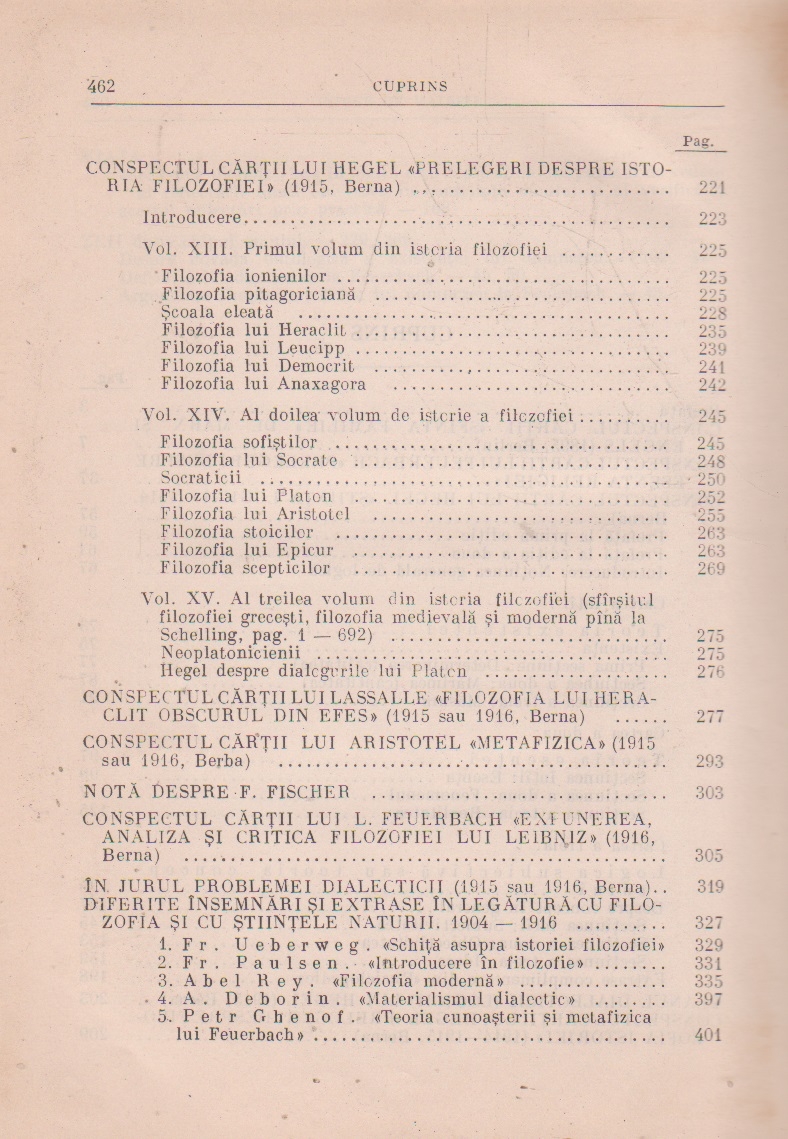 462 CUPRINS
Pag.
CONSPECTUL CĂRȚII LUI HEGEL «PRELEGERI DESPRE ISTO-
RIA FILOZOFIEI» (1915, Berna) ........ 221
Introducere ........ 223
Vol. XIII. Primul volum din istoria filozofiei ........ 225
Filozofia ionienilor ........ 225
Filozofia pitagoriciană ........ 225
Școala eleată ........ 228
Filozofia lui Heraclit ........ 235
Filozofia lui Leucipp ........ 239
Filozofia lui Democrit ........ 241
Filozofia lui Anaxagora ........ 242
Vol. XIV. Al doilea volum de istorie a filozofiei ........ 245
Filozofia sofiștilor ........ 245
Filozofia lui Socrate ........ 248
Socraticii ........ 250
Filozofia lui Platon ........ 252
Filozofia lui Aristotel ........ 255
Filozofia stoicilor ........ 263
Filozofia lui Epicur ........ 263
Filozofia scepticilor ........ 269
Vol. XV. Al treilea volum din istoria filozofiei (sfîrșitul
filozofiei grecești, filozofia medievală și modernă pînă la
Schelling, pag. 1 — 692) ........ 275
Neoplatonicienii ........ 275
Hegel despre dialogurile lui Platon ........ 276
CONSPECTUL CĂRȚII LUI LASSALLE «FILOZOFIA LUI HERA-
CLIT OBSCURUL DIN EFES» (1915 sau 1916, Berna) ...... 277
CONSPECTUL CĂRȚII LUI ARISTOTEL «METAFIZICA» (1915
sau 1916, Berba) ........ 293
NOTĂ DESPRE F. FISCHER ........ 303
CONSPECTUL CĂRȚII LUI L. FEUERBACH «EXPUNEREA,
ANALIZA ȘI CRITICA FILOZOFIEI LUI LEIBNIZ» (1916,
Berna) ........ 305
ÎN JURUL PROBLEMEI DIALECTICII (1915 sau 1916, Berna).. 319
DIFERITE ÎNSEMNĂRI ȘI EXTRASE ÎN LEGĂTURĂ CU FILO-
ZOFIA ȘI CU ȘTIINȚELE NATURII. 1904 — 1916 ........ 327
1. Fr. Ueberweg. «Schiță asupra istoriei filozofiei» 329
2. Fr. Paulsen. «Introducere în filozofie» ........ 331
3. Abel Rey. «Filozofia modernă» ........ 335
4. A. Deborin. «Materialismul dialectic» ........ 397
5. Petr Ghenof. «Teoria cunoașterii și metafizica
lui Feuerbach» ........ 401